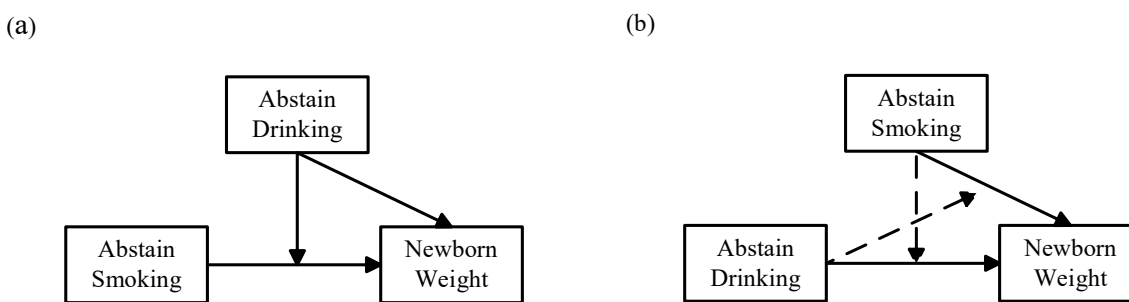 (a)
Abstain
Drinking
Abstain
Smoking
Newborn
Weight
(b)
Abstain
Smoking
Abstain
Drinking
Newborn
Weight